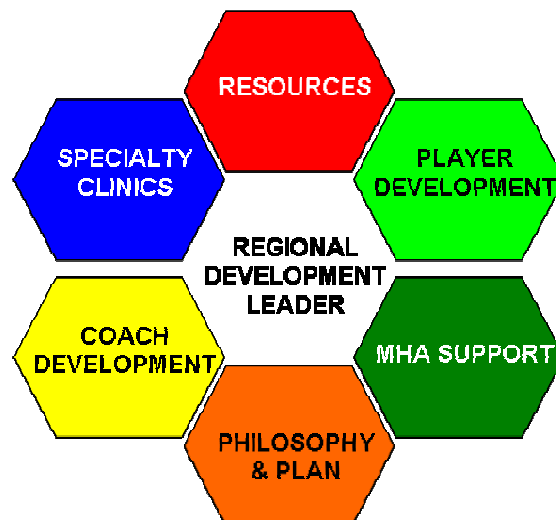 RESOURCES
SPECIALTY
CLINICS
PLAYER
DEVELOPMENT
REGIONAL
DEVELOPMENT
LEADER
COACH
DEVELOPMENT
MHA SUPPORT
PHILOSOPHY
& PLAN